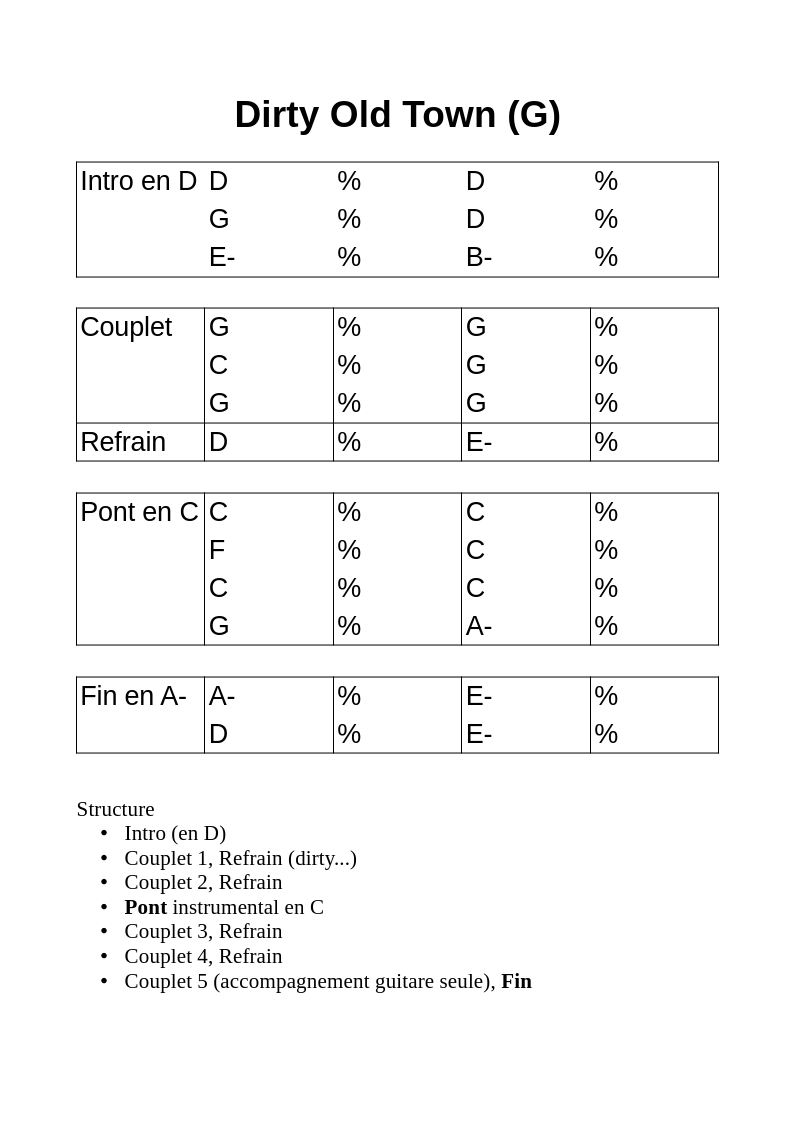 Dirty Old Town (G)
Intro en D D % D %
G % D %
E- % B- %
Couplet G % G %
C % G %
G % G %
Refrain D % E- %
Pont en C C % C %
F % C %
C % C %
G % A- %
Fin en A- A- % E- %
D % E- %
Structure
• Intro (en D)
• Couplet 1, Refrain (dirty...)
• Couplet 2, Refrain
• Pont instrumental en C
• Couplet 3, Refrain
• Couplet 4, Refrain
• Couplet 5 (accompagnement guitare seule), Fin